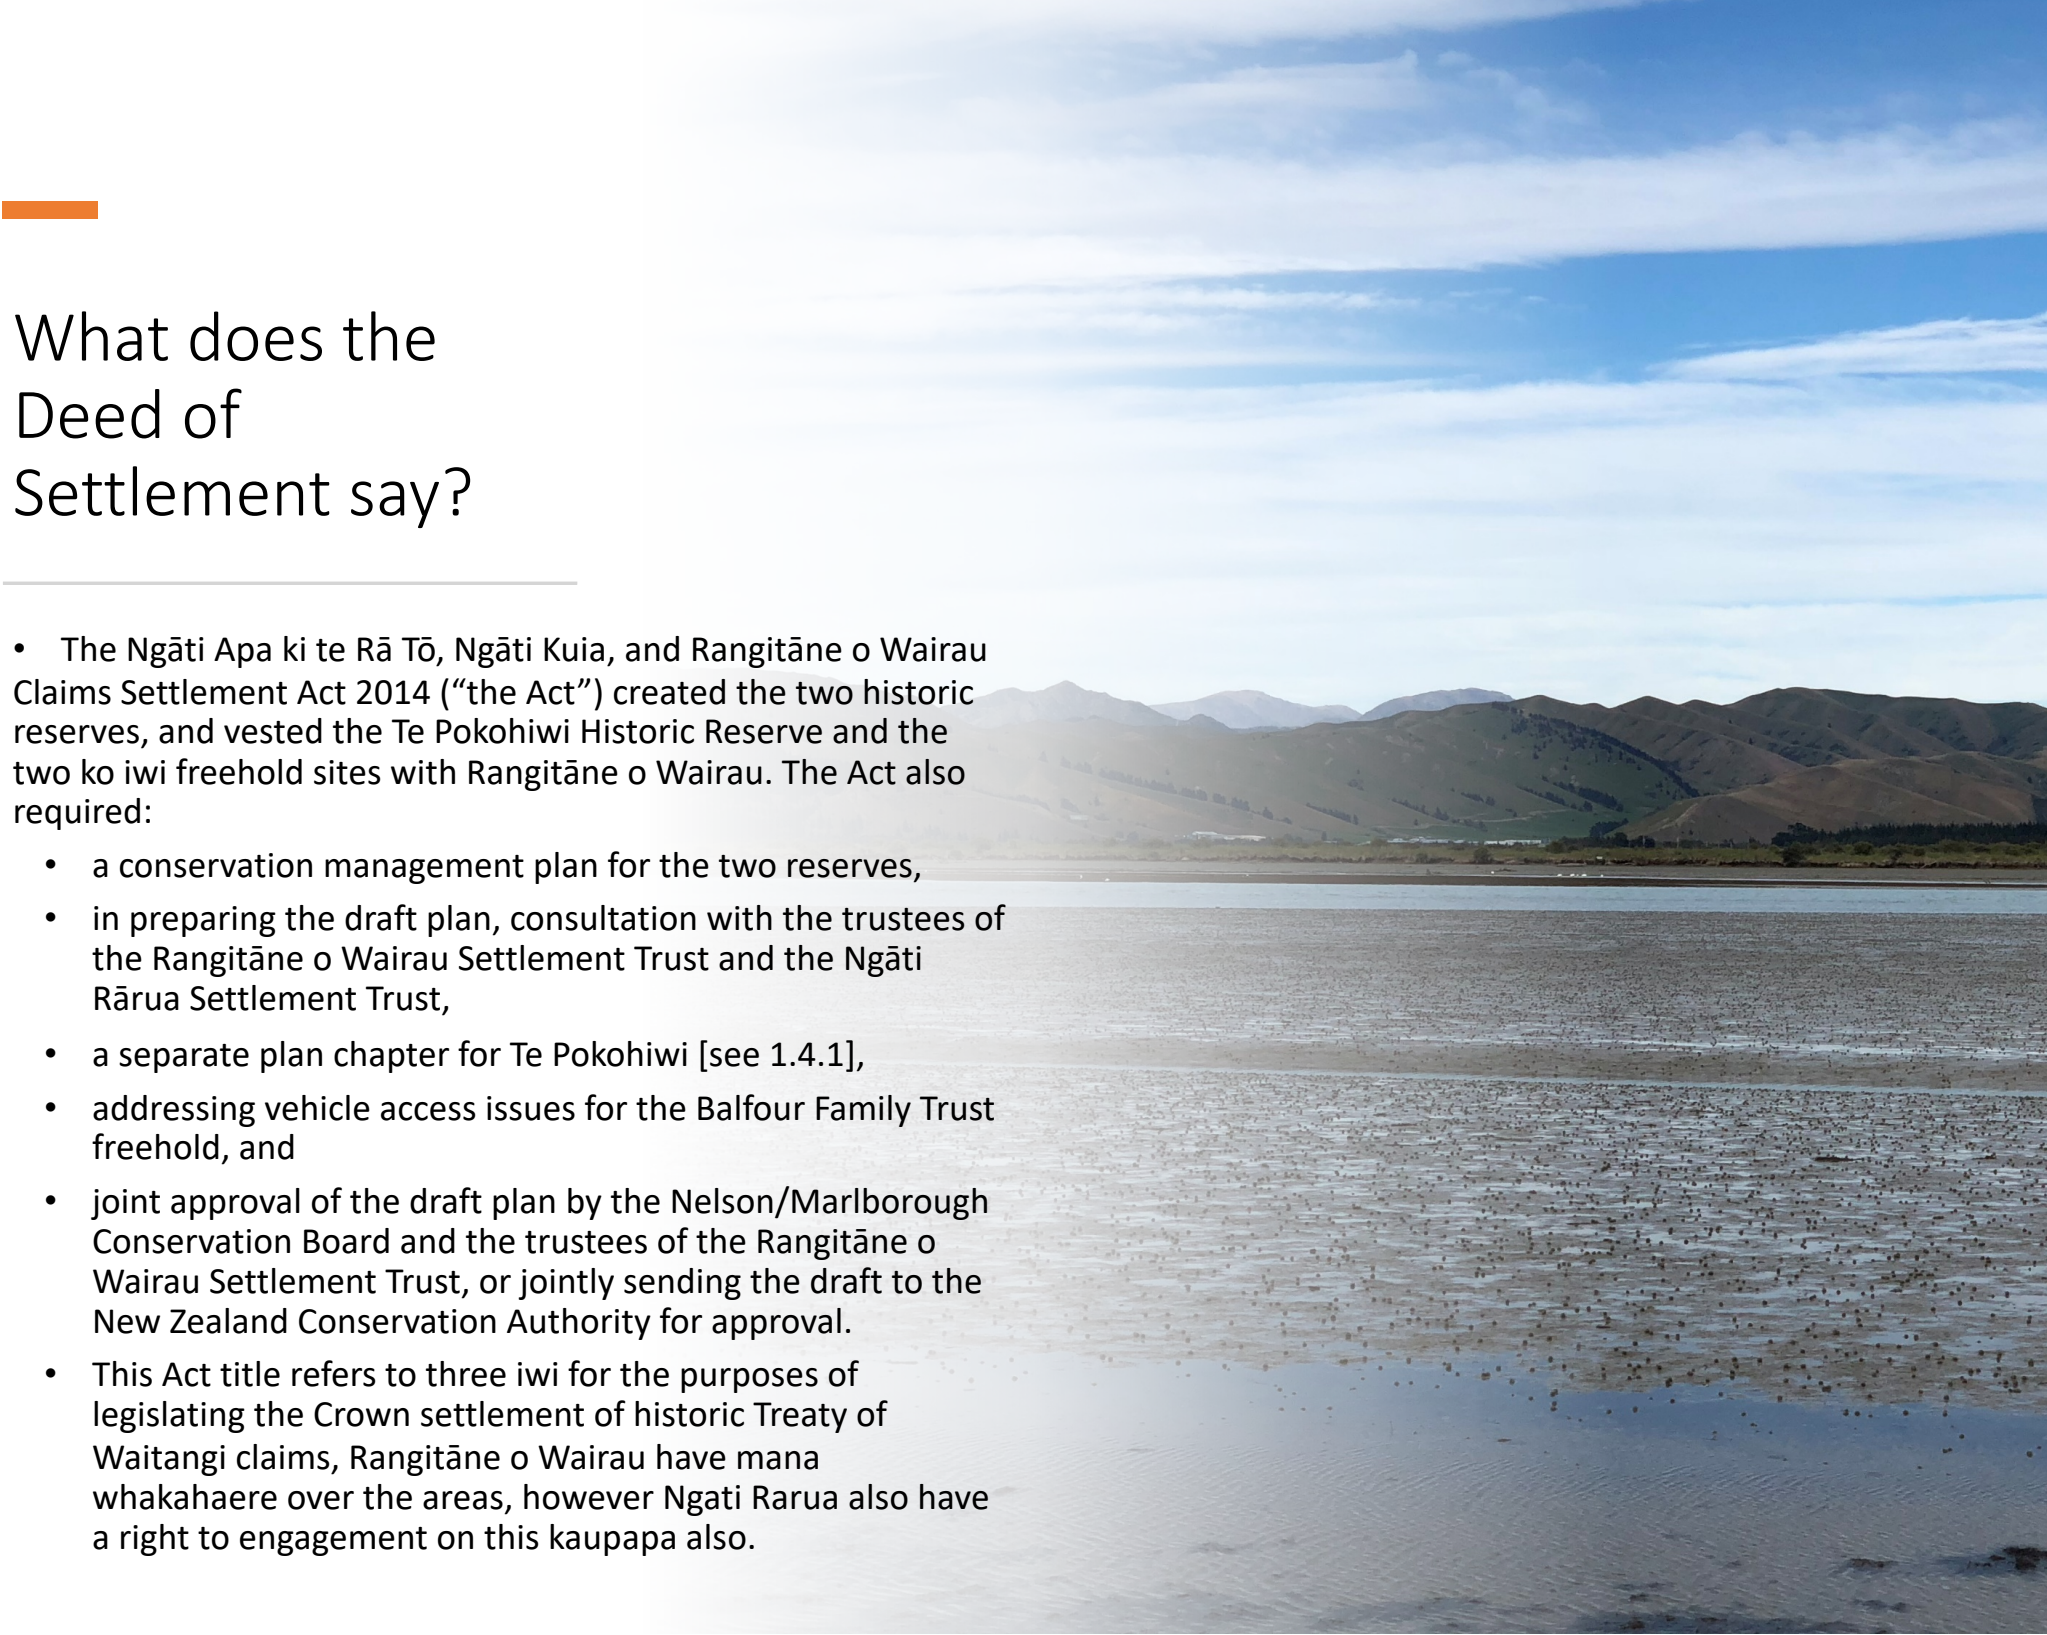 What does the
Deed of
Settlement say?
• The Ngāti Apa ki te Rā Tō, Ngāti Kuia, and Rangitāne o Wairau
Claims Settlement Act 2014 (“the Act”) created the two historic
reserves, and vested the Te Pokohiwi Historic Reserve and the
two ko iwi freehold sites with Rangitāne o Wairau. The Act also
required:
• a conservation management plan for the two reserves,
• in preparing the draft plan, consultation with the trustees of
the Rangitāne o Wairau Settlement Trust and the Ngāti
Rārua Settlement Trust,
• a separate plan chapter for Te Pokohiwi [see 1.4.1],
• addressing vehicle access issues for the Balfour Family Trust
freehold, and
• joint approval of the draft plan by the Nelson/Marlborough
Conservation Board and the trustees of the Rangitāne o
Wairau Settlement Trust, or jointly sending the draft to the
New Zealand Conservation Authority for approval.
• This Act title refers to three iwi for the purposes of
legislating the Crown settlement of historic Treaty of
Waitangi claims, Rangitāne o Wairau have mana
whakahaere over the areas, however Ngati Rarua also have
a right to engagement on this kaupapa also.